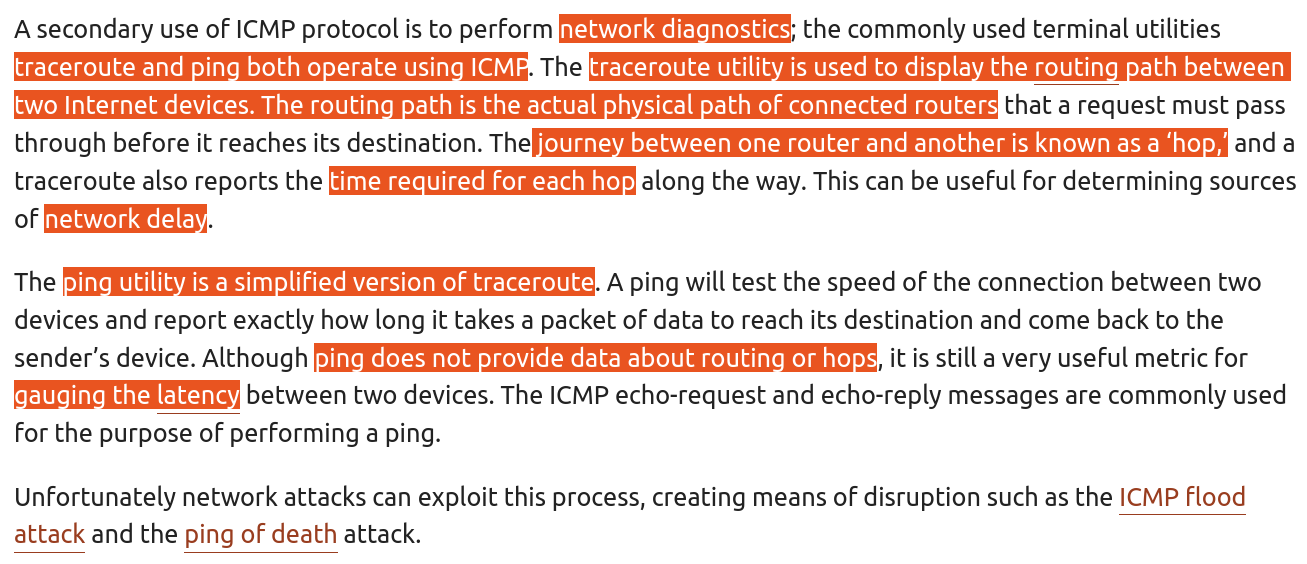 A secondary use of ICMP protocol is to perform network diagnostics; the commonly used terminal utilities
traceroute and ping both operate using ICMP. The traceroute utility is used to display the routing path between
two Internet devices. The routing path is the actual physical path of connected routers that a request must pass
through before it reaches its destination. The journey between one router and another is known as a ‘hop,’ and a
traceroute also reports the time required for each hop along the way. This can be useful for determining sources
of network delay.
The ping utility is a simplified version of traceroute. A ping will test the speed of the connection between two
devices and report exactly how long it takes a packet of data to reach its destination and come back to the
sender’s device. Although ping does not provide data about routing or hops, it is still a very useful metric for
gauging the latency between two devices. The ICMP echo-request and echo-reply messages are commonly used
for the purpose of performing a ping.
Unfortunately network attacks can exploit this process, creating means of disruption such as the ICMP flood
attack and the ping of death attack.